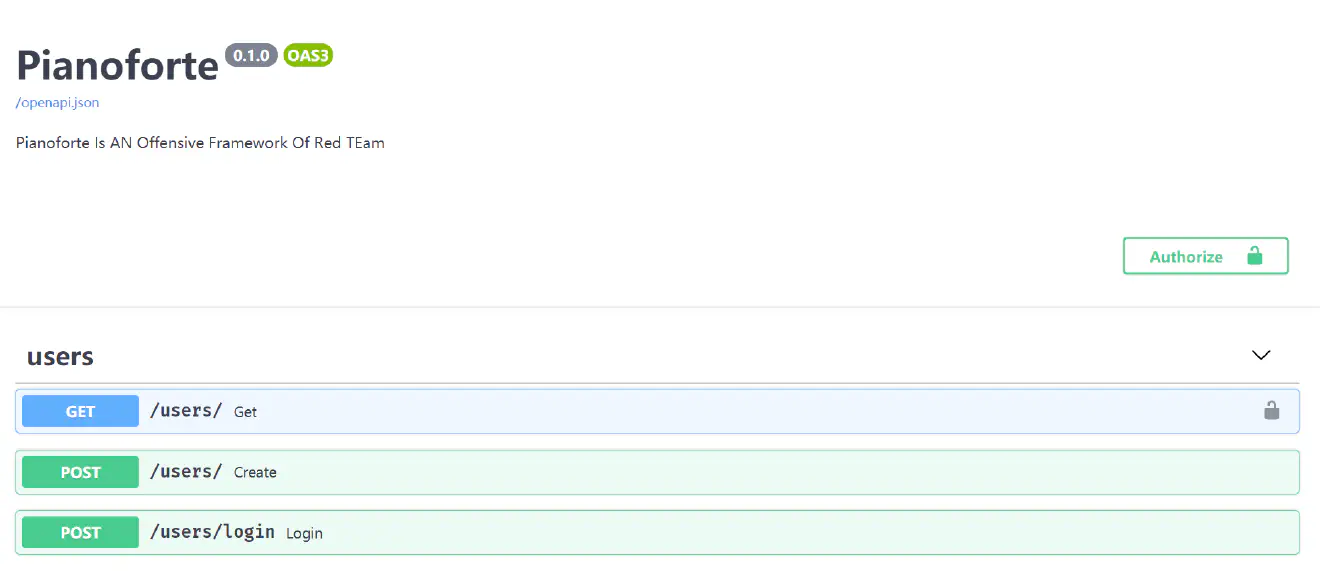 Pianoforte 0.1.0 OAS3
/openapi.json
Pianoforte Is AN Offensive Framework Of Red TEam
Authorize
users
GET /users/ Get
POST /users/ Create
POST /users/login Login